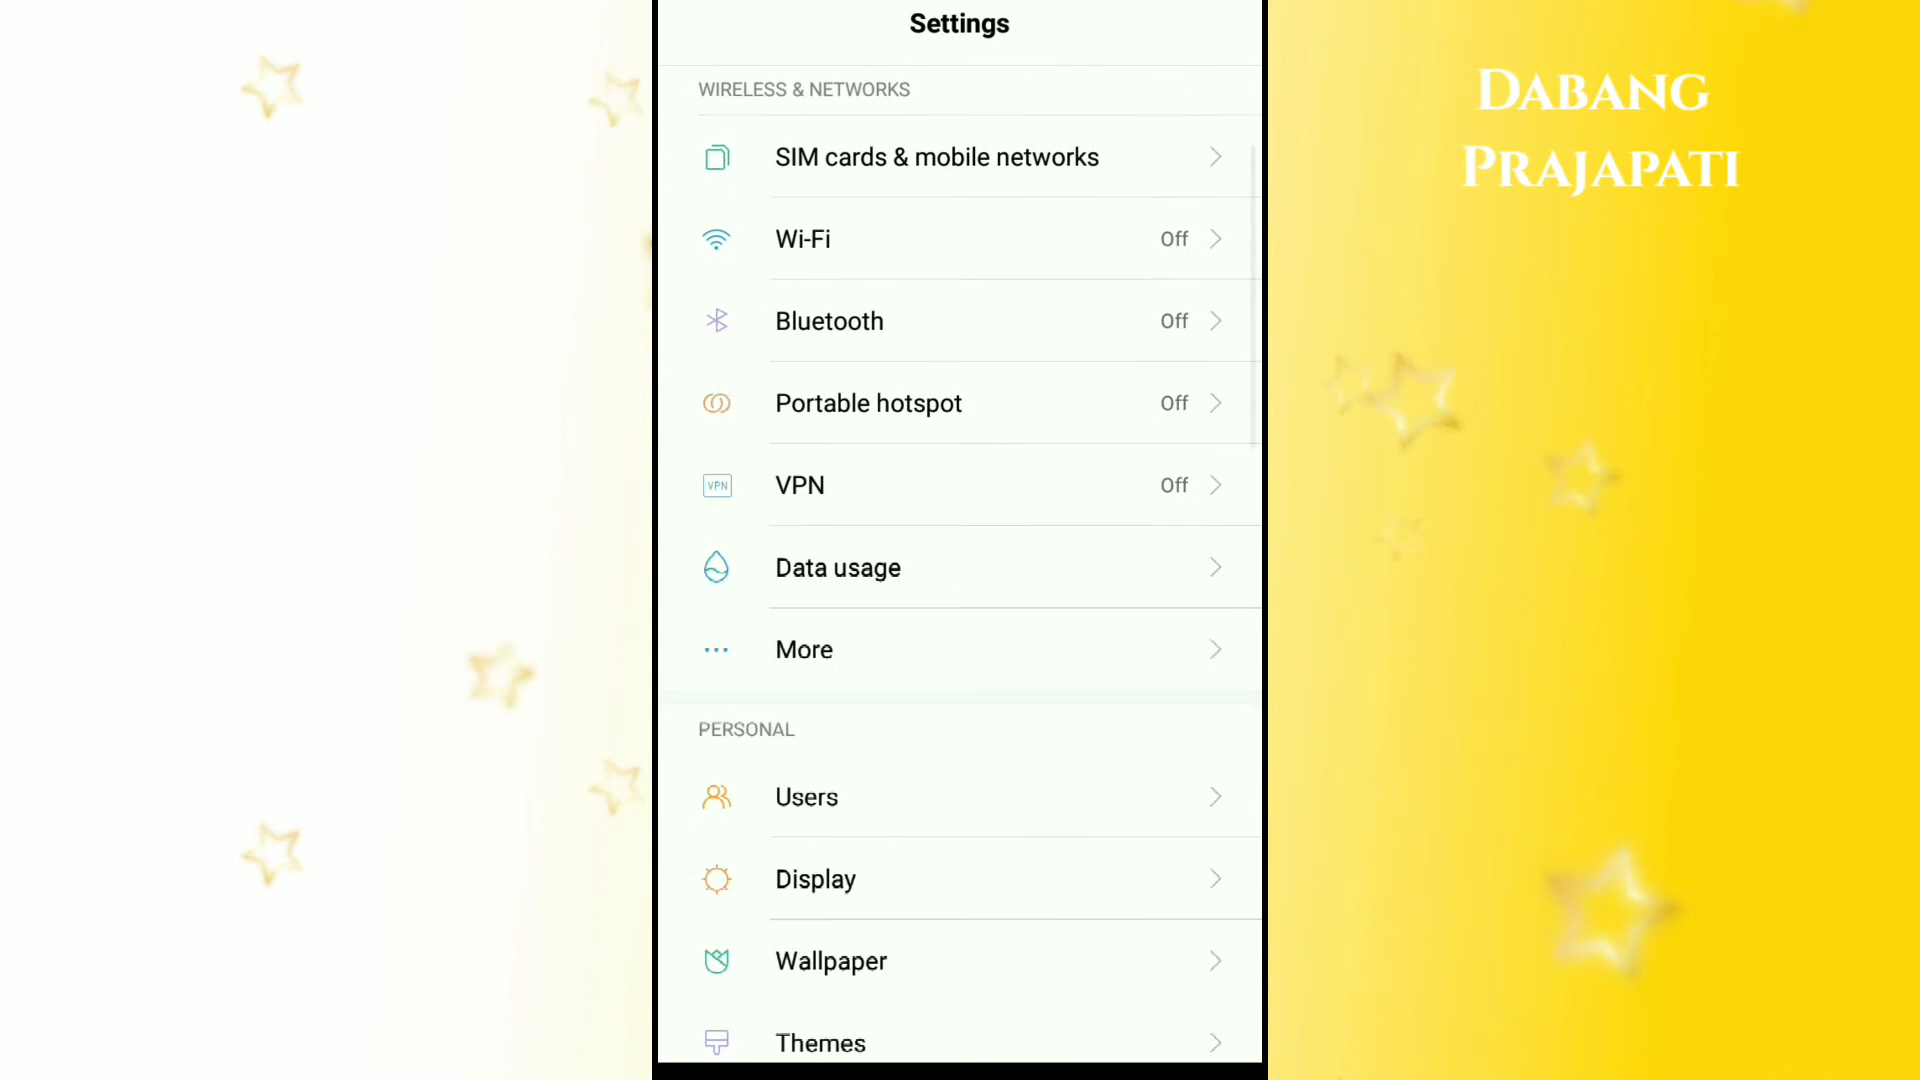 Settings
WIRELESS & NETWORKS
SIM cards & mobile networks
Wi-Fi Off
Bluetooth Off
Portable hotspot Off
VPN VPN Off
Data usage
More
PERSONAL
Users
Display
Wallpaper
Themes
DABANG
PRAJAPATI